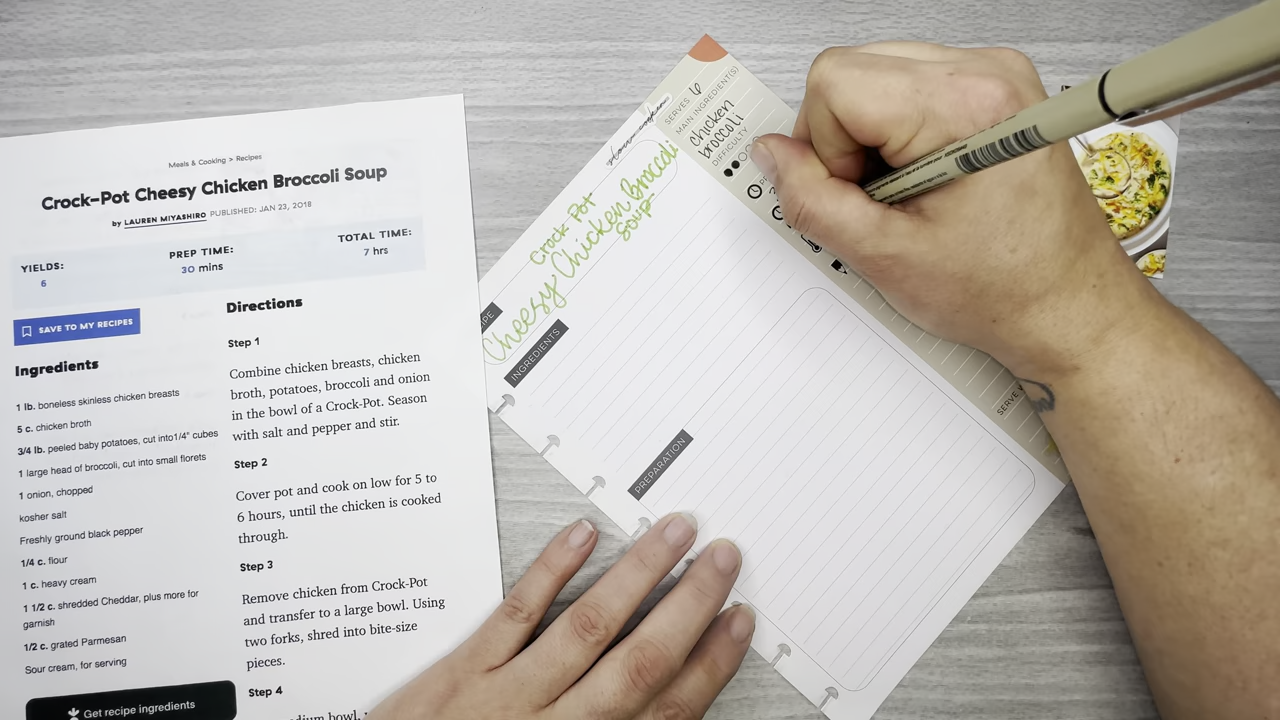 Meals & Cooking > Recipes
Crock-Pot Cheesy Chicken Broccoli Soup
by LAUREN MIYASHIRO PUBLISHED: JAN 23, 2018
YIELDS:
6
PREP TIME:
30 mins
TOTAL TIME:
7 hrs
SAVE TO MY RECIPES
Ingredients
1 lb. boneless skinless chicken breasts
5 c. chicken broth
3/4 lb. peeled baby potatoes, cut into1/4" cubes
1 large head of broccoli, cut into small florets
1 onion, chopped
kosher salt
Freshly ground black pepper
1/4 c. flour
1 c. heavy cream
1 1/2 c. shredded Cheddar, plus more for
garnish
1/2 c. grated Parmesan
Sour cream, for serving
Get recipe ingredients
Directions
Step 1
Combine chicken breasts, chicken
broth, potatoes, broccoli and onion
in the bowl of a Crock-Pot. Season
with salt and pepper and stir.
Step 2
Cover pot and cook on low for 5 to
6 hours, until the chicken is cooked
through.
Step 3
Remove chicken from Crock-Pot
and transfer to a large bowl. Using
two forks, shred into bite-size
pieces.
Step 4
slow cooker
Crock-Pot
Cheesy Chicken Broccoli
Soup
INGREDIENTS
PREPARATION
SERVES 6
MAIN INGREDIENT(S)
chicken
broccoli
DIFFICULTY
SERVE